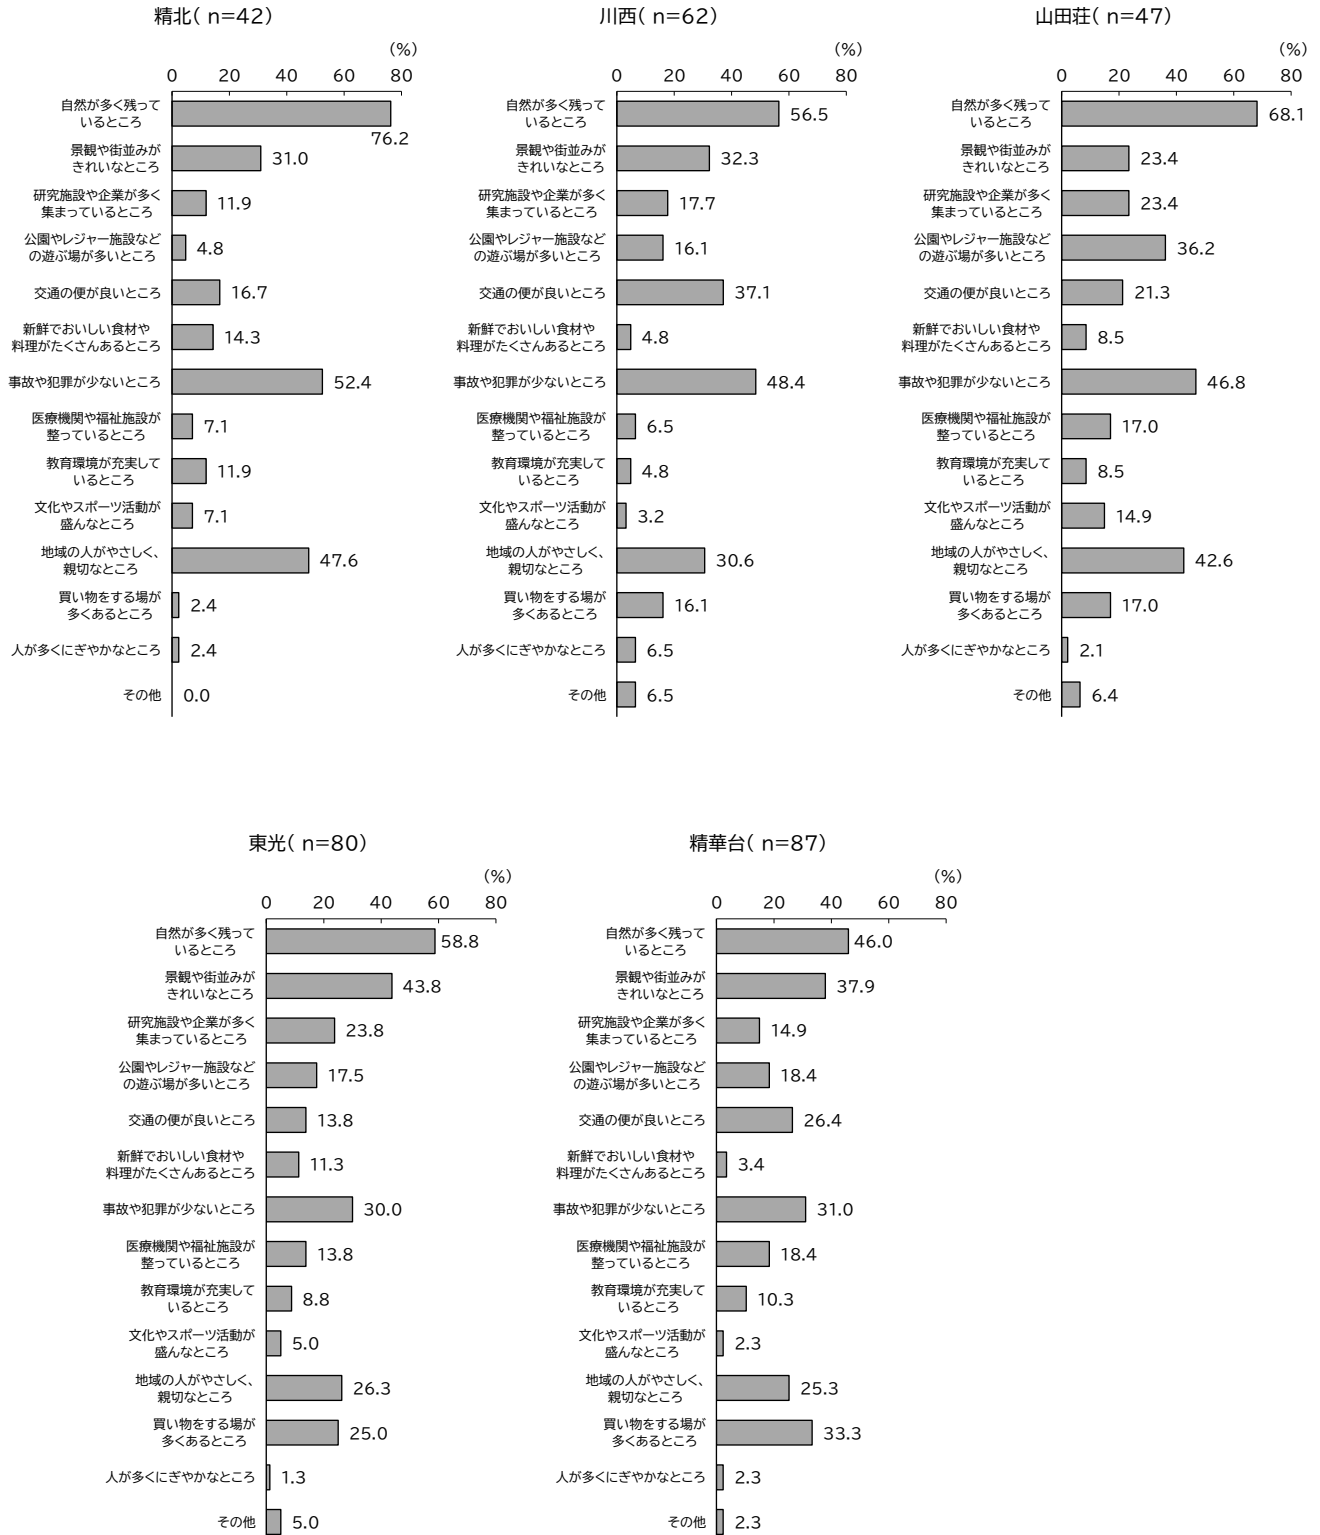 精北( n=42)
(%)
0 20 40 60 80
自然が多く残って
いるところ
76.2
景観や街並みが
きれいなところ
31.0
研究施設や企業が多く
集まっているところ
11.9
公園やレジャー施設など
の遊ぶ場が多いところ
4.8
交通の便が良いところ
16.7
新鮮でおいしい食材や
料理がたくさんあるところ
14.3
事故や犯罪が少ないところ
52.4
医療機関や福祉施設が
整っているところ
7.1
教育環境が充実して
いるところ
11.9
文化やスポーツ活動が
盛んなところ
7.1
地域の人がやさしく、
親切なところ
47.6
買い物をする場が
多くあるところ
2.4
人が多くにぎやかなところ
2.4
その他
0.0
川西( n=62)
(%)
0 20 40 60 80
自然が多く残って
いるところ
56.5
景観や街並みが
きれいなところ
32.3
研究施設や企業が多く
集まっているところ
17.7
公園やレジャー施設など
の遊ぶ場が多いところ
16.1
交通の便が良いところ
37.1
新鮮でおいしい食材や
料理がたくさんあるところ
4.8
事故や犯罪が少ないところ
48.4
医療機関や福祉施設が
整っているところ
6.5
教育環境が充実して
いるところ
4.8
文化やスポーツ活動が
盛んなところ
3.2
地域の人がやさしく、
親切なところ
30.6
買い物をする場が
多くあるところ
16.1
人が多くにぎやかなところ
6.5
その他
6.5
山田荘( n=47)
(%)
0 20 40 60 80
自然が多く残って
いるところ
68.1
景観や街並みが
きれいなところ
23.4
研究施設や企業が多く
集まっているところ
23.4
公園やレジャー施設など
の遊ぶ場が多いところ
36.2
交通の便が良いところ
21.3
新鮮でおいしい食材や
料理がたくさんあるところ
8.5
事故や犯罪が少ないところ
46.8
医療機関や福祉施設が
整っているところ
17.0
教育環境が充実して
いるところ
8.5
文化やスポーツ活動が
盛んなところ
14.9
地域の人がやさしく、
親切なところ
42.6
買い物をする場が
多くあるところ
17.0
人が多くにぎやかなところ
2.1
その他
6.4
東光( n=80)
(%)
0 20 40 60 80
自然が多く残って
いるところ
58.8
景観や街並みが
きれいなところ
43.8
研究施設や企業が多く
集まっているところ
23.8
公園やレジャー施設など
の遊ぶ場が多いところ
17.5
交通の便が良いところ
13.8
新鮮でおいしい食材や
料理がたくさんあるところ
11.3
事故や犯罪が少ないところ
30.0
医療機関や福祉施設が
整っているところ
13.8
教育環境が充実して
いるところ
8.8
文化やスポーツ活動が
盛んなところ
5.0
地域の人がやさしく、
親切なところ
26.3
買い物をする場が
多くあるところ
25.0
人が多くにぎやかなところ
1.3
その他
5.0
精華台( n=87)
(%)
0 20 40 60 80
自然が多く残って
いるところ
46.0
景観や街並みが
きれいなところ
37.9
研究施設や企業が多く
集まっているところ
14.9
公園やレジャー施設など
の遊ぶ場が多いところ
18.4
交通の便が良いところ
26.4
新鮮でおいしい食材や
料理がたくさんあるところ
3.4
事故や犯罪が少ないところ
31.0
医療機関や福祉施設が
整っているところ
18.4
教育環境が充実して
いるところ
10.3
文化やスポーツ活動が
盛んなところ
2.3
地域の人がやさしく、
親切なところ
25.3
買い物をする場が
多くあるところ
33.3
人が多くにぎやかなところ
2.3
その他
2.3